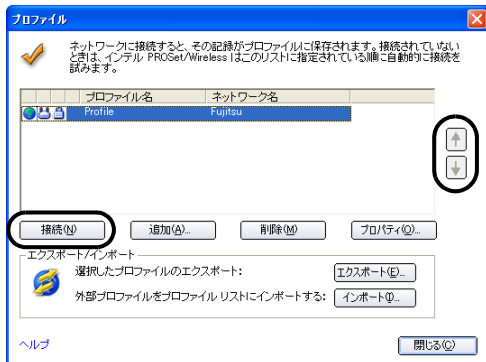 プロファイル
ネットワークに接続すると、その記録がプロファイルに保存されます。接続されていない
ときは、インテル PROSet/Wireless はこのリストに指定されている順に自動的に接続を
試みます。
プロファイル名 ネットワーク名
Profile Fujitsu
接続(N) 追加(A)... 削除(M) プロパティ(O)...
エクスポート/インポート
選択したプロファイルのエクスポート: エクスポート(E)...
外部プロファイルをプロファイル リストにインポートする: インポート(I)...
ヘルプ 閉じる(C)